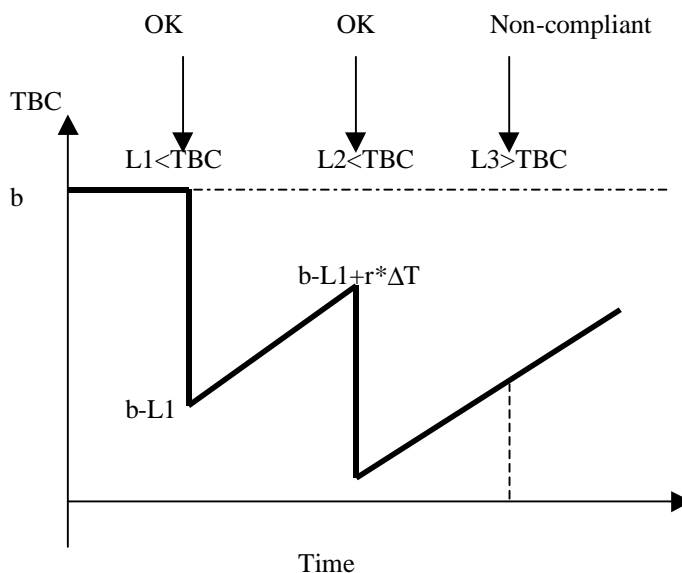 OK OK Non-compliant
TBC
L1<TBC L2<TBC L3>TBC
b
b-L1+r*ΔT
b-L1
Time